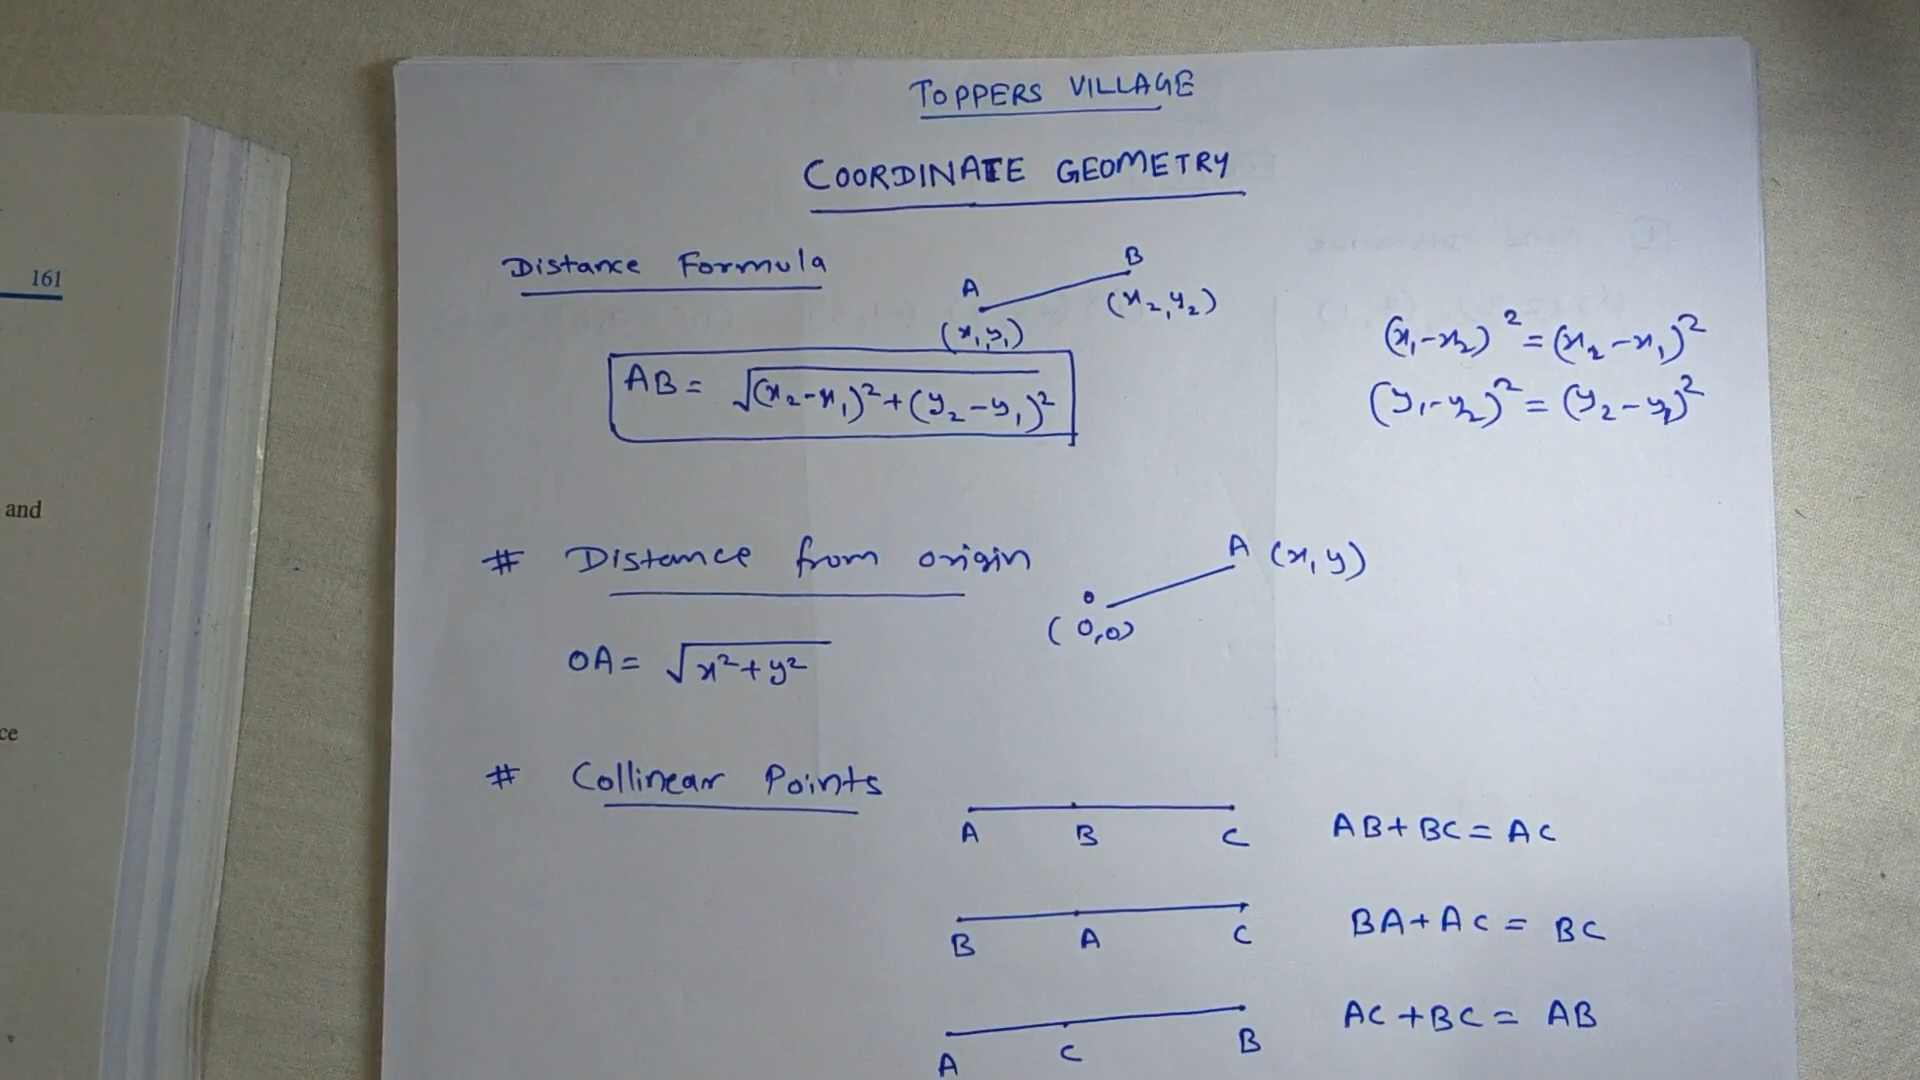 TOPPERS VILLAGE
COORDINATE GEOMETRY
161
Distance Formula
A
B
(x₁,y₁)
(x₂,y₂)
AB = √(x₂-x₁)²+(y₂-y₁)²
(x₁-x₂)² = (x₂-x₁)²
(y₁-y₂)² = (y₂-y₁)²
and
# Distance from origin
A (x,y)
o
(0,0)
OA = √x²+y²
ce
# Collinear Points
A B C
AB+BC = AC
B A C
BA+AC = BC
A C B
AC+BC = AB